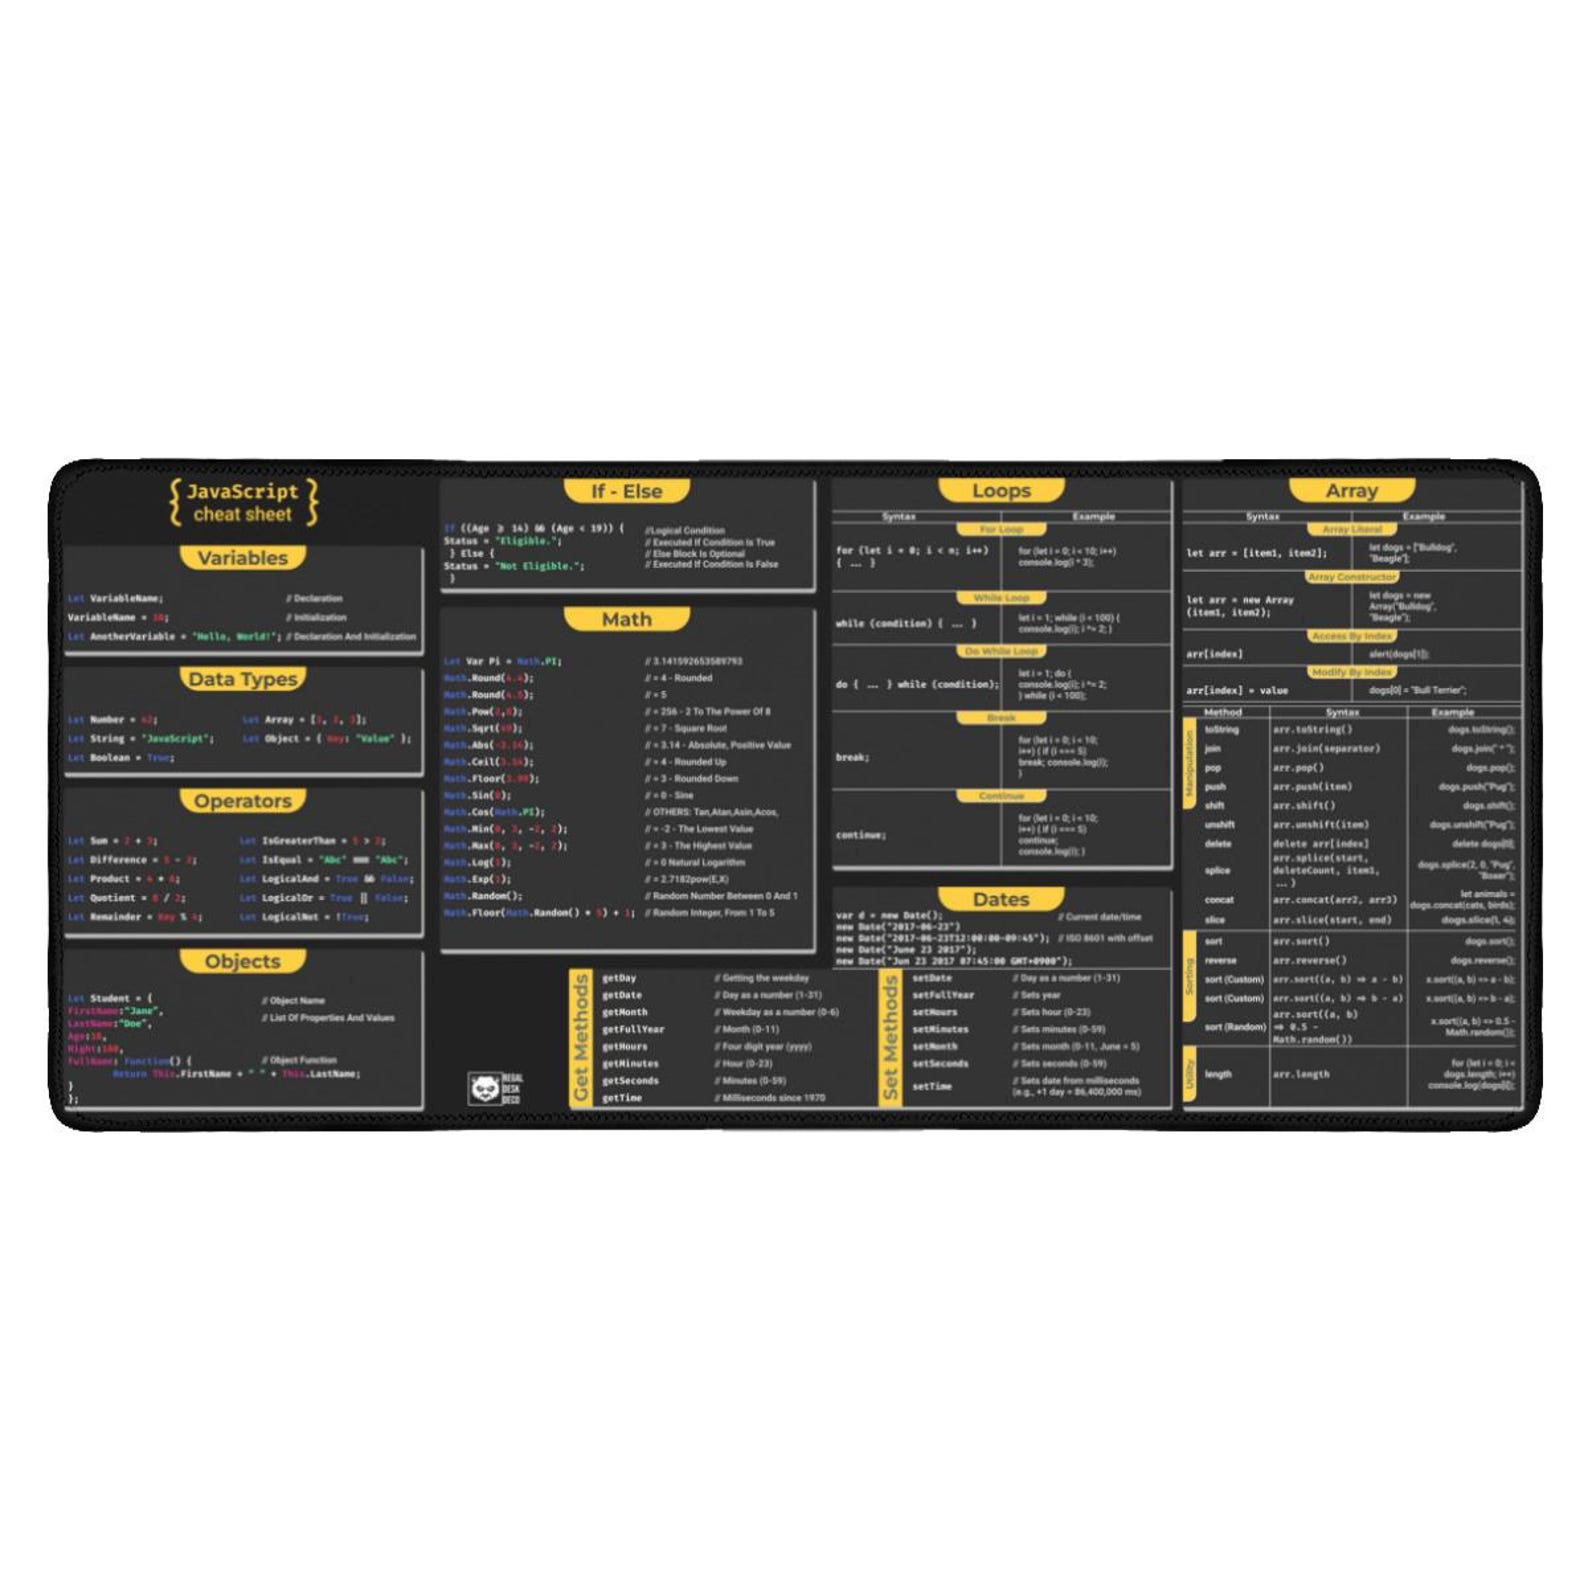 JavaScript
cheat sheet
Variables
Let VariableName; // Declaration
VariableName = 10; // Initialization
Let AnotherVariable = "Hello, World!"; // Declaration And Initialization
Data Types
Let Number = 42; Let Array = [1, 2, 3];
Let String = "JavaScript"; Let Object = { Key: "Value" };
Let Boolean = True;
Operators
Let Sum = 2 + 3; Let IsGreaterThan = 5 > 2;
Let Difference = 5 - 2; Let IsEqual = "Abc" === "Abc";
Let Product = 4 * 6; Let LogicalAnd = True && False;
Let Quotient = 8 / 2; Let LogicalOr = True || False;
Let Remainder = Key % 4; Let LogicalNot = !True;
Objects
Let Student = { // Object Name
FirstName:"Jane", // List Of Properties And Values
LastName:"Doe",
Age:18,
Hight:180,
FullName: Function() { // Object Function
Return This.FirstName + " " + This.LastName;
}
};
If - Else
If ((Age ≥ 14) && (Age < 19)) { //Logical Condition
Status = "Eligible."; // Executed If Condition Is True
} Else { // Else Block Is Optional
Status = "Not Eligible."; // Executed If Condition Is False
}
Math
Let Var Pi = Math.PI; // 3.141592653589793
Math.Round(4.4); // = 4 - Rounded
Math.Round(4.5); // = 5
Math.Pow(2,8); // = 256 - 2 To The Power Of 8
Math.Sqrt(49); // = 7 - Square Root
Math.Abs(-3.14); // = 3.14 - Absolute, Positive Value
Math.Ceil(3.14); // = 4 - Rounded Up
Math.Floor(3.99); // = 3 - Rounded Down
Math.Sin(0); // = 0 - Sine
Math.Cos(Math.PI); // OTHERS: Tan,Atan,Asin,Acos,
Math.Min(0, 3, -2, 2); // = -2 - The Lowest Value
Math.Max(0, 3, -2, 2); // = 3 - The Highest Value
Math.Log(1); // = 0 Natural Logarithm
Math.Exp(1); // = 2.7182pow(E,X)
Math.Random(); // Random Number Between 0 And 1
Math.Floor(Math.Random() * 5) + 1; // Random Integer, From 1 To 5
REGAL
DESK
DECO
Get Methods
getDay // Getting the weekday
getDate // Day as a number (1-31)
getMonth // Weekday as a number (0-6)
getFullYear // Month (0-11)
getHours // Four digit year (yyyy)
getMinutes // Hour (0-23)
getSeconds // Minutes (0-59)
getTime // Milliseconds since 1970
Loops
Syntax Example
For Loop
for (let i = 0; i < n; i++) for (let i = 0; i < 10; i++)
{ ... } console.log(i * 3);
While Loop
while (condition) { ... } let i = 1; while (i < 100) {
console.log(i); i *= 2; }
Do While Loop
do { ... } while (condition); let i = 1; do {
console.log(i); i *= 2;
} while (i < 100);
Break
break; for (let i = 0; i < 10;
i++) { if (i === 5)
break; console.log(i);
}
Continue
continue; for (let i = 0; i < 10;
i++) { if (i === 5)
continue;
console.log(i); }
Dates
var d = new Date(); // Current date/time
new Date("2017-06-23")
new Date("2017-06-23T12:00:00-09:45"); // ISO 8601 with offset
new Date("June 23 2017");
new Date("Jun 23 2017 07:45:00 GMT+0900");
Set Methods
setDate // Day as a number (1-31)
setFullYear // Sets year
setHours // Sets hour (0-23)
setMinutes // Sets minutes (0-59)
setMonth // Sets month (0-11, June = 5)
setSeconds // Sets seconds (0-59)
setTime // Sets date from milliseconds
(e.g., +1 day = 86,400,000 ms)
Array
Syntax Example
Array Literal
let arr = [item1, item2]; let dogs = ["Bulldog",
"Beagle"];
Array Constructor
let arr = new Array let dogs = new
(item1, item2); Array("Bulldog",
"Beagle");
Access By Index
arr[index] alert(dogs[1]);
Modify By Index
arr[index] = value dogs[0] = "Bull Terrier";
Method Syntax Example
Manipulation
toString arr.toString() dogs.toString();
join arr.join(separator) dogs.join(" * ");
pop arr.pop() dogs.pop();
push arr.push(item) dogs.push("Pug");
shift arr.shift() dogs.shift();
unshift arr.unshift(item) dogs.unshift("Pug");
delete delete arr[index] delete dogs[0];
splice arr.splice(start, deleteCount, item1, ... ) dogs.splice(2, 0, "Pug", "Boxer");
concat arr.concat(arr2, arr3) let animals = dogs.concat(cats, birds);
slice arr.slice(start, end) dogs.slice(1, 4);
Sorting
sort arr.sort() dogs.sort();
reverse arr.reverse() dogs.reverse();
sort (Custom) arr.sort((a, b) ⇒ a - b) x.sort((a, b) => a - b);
sort (Custom) arr.sort((a, b) ⇒ b - a) x.sort((a, b) => b - a);
sort (Random) arr.sort((a, b) ⇒ 0.5 - Math.random()) x.sort((a, b) => 0.5 - Math.random());
Utility
length arr.length for (let i = 0; i < dogs.length; i++) console.log(dogs[i]);